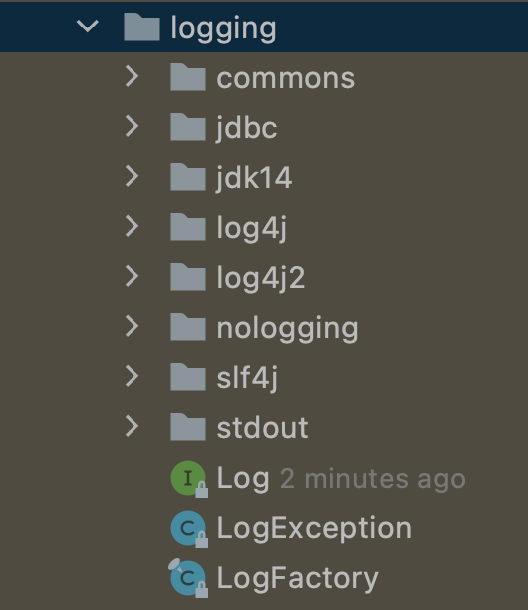 logging
commons
jdbc
jdk14
log4j
log4j2
nologging
slf4j
stdout
I Log 2 minutes ago
C LogException
C LogFactory